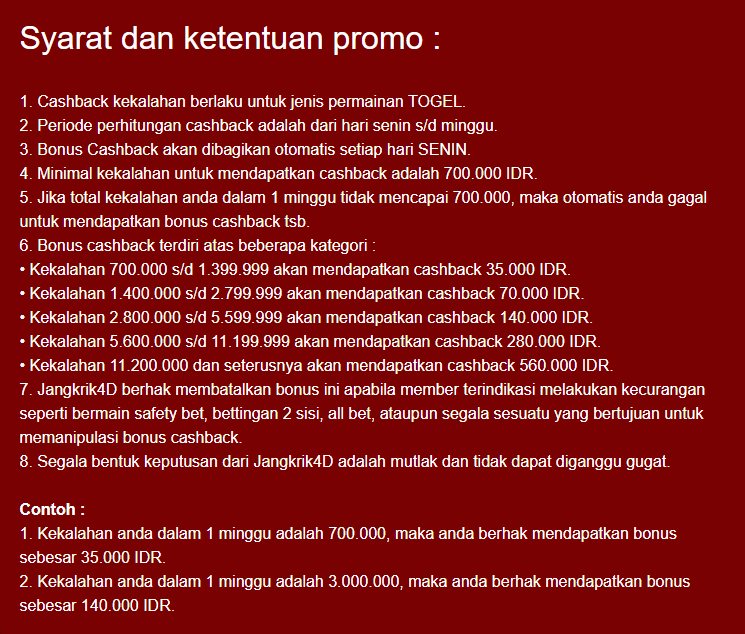 Syarat dan ketentuan promo :
1. Cashback kekalahan berlaku untuk jenis permainan TOGEL.
2. Periode perhitungan cashback adalah dari hari senin s/d minggu.
3. Bonus Cashback akan dibagikan otomatis setiap hari SENIN.
4. Minimal kekalahan untuk mendapatkan cashback adalah 700.000 IDR.
5. Jika total kekalahan anda dalam 1 minggu tidak mencapai 700.000, maka otomatis anda gagal
untuk mendapatkan bonus cashback tsb.
6. Bonus cashback terdiri atas beberapa kategori :
• Kekalahan 700.000 s/d 1.399.999 akan mendapatkan cashback 35.000 IDR.
• Kekalahan 1.400.000 s/d 2.799.999 akan mendapatkan cashback 70.000 IDR.
• Kekalahan 2.800.000 s/d 5.599.999 akan mendapatkan cashback 140.000 IDR.
• Kekalahan 5.600.000 s/d 11.199.999 akan mendapatkan cashback 280.000 IDR.
• Kekalahan 11.200.000 dan seterusnya akan mendapatkan cashback 560.000 IDR.
7. Jangkrik4D berhak membatalkan bonus ini apabila member terindikasi melakukan kecurangan
seperti bermain safety bet, bettingan 2 sisi, all bet, ataupun segala sesuatu yang bertujuan untuk
memanipulasi bonus cashback.
8. Segala bentuk keputusan dari Jangkrik4D adalah mutlak dan tidak dapat diganggu gugat.
Contoh :
1. Kekalahan anda dalam 1 minggu adalah 700.000, maka anda berhak mendapatkan bonus
sebesar 35.000 IDR.
2. Kekalahan anda dalam 1 minggu adalah 3.000.000, maka anda berhak mendapatkan bonus
sebesar 140.000 IDR.